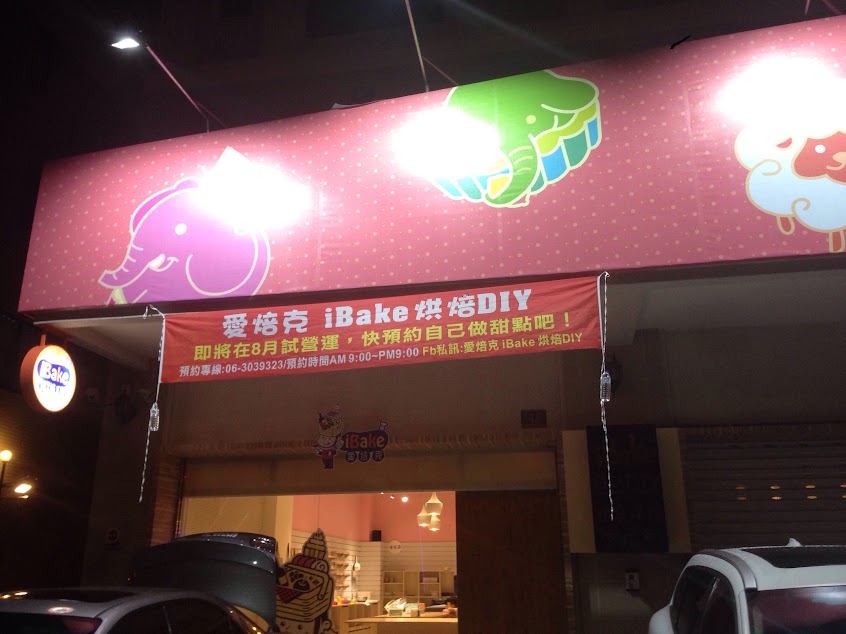 愛焙克 iBake 烘焙DIY
即將在8月試營運，快預約自己做甜點吧！
預約專線:06-3039323/預約時間AM 9:00~PM9:00 Fb私訊:愛焙克 iBake 烘焙DIY
iBake
iBake
愛焙克